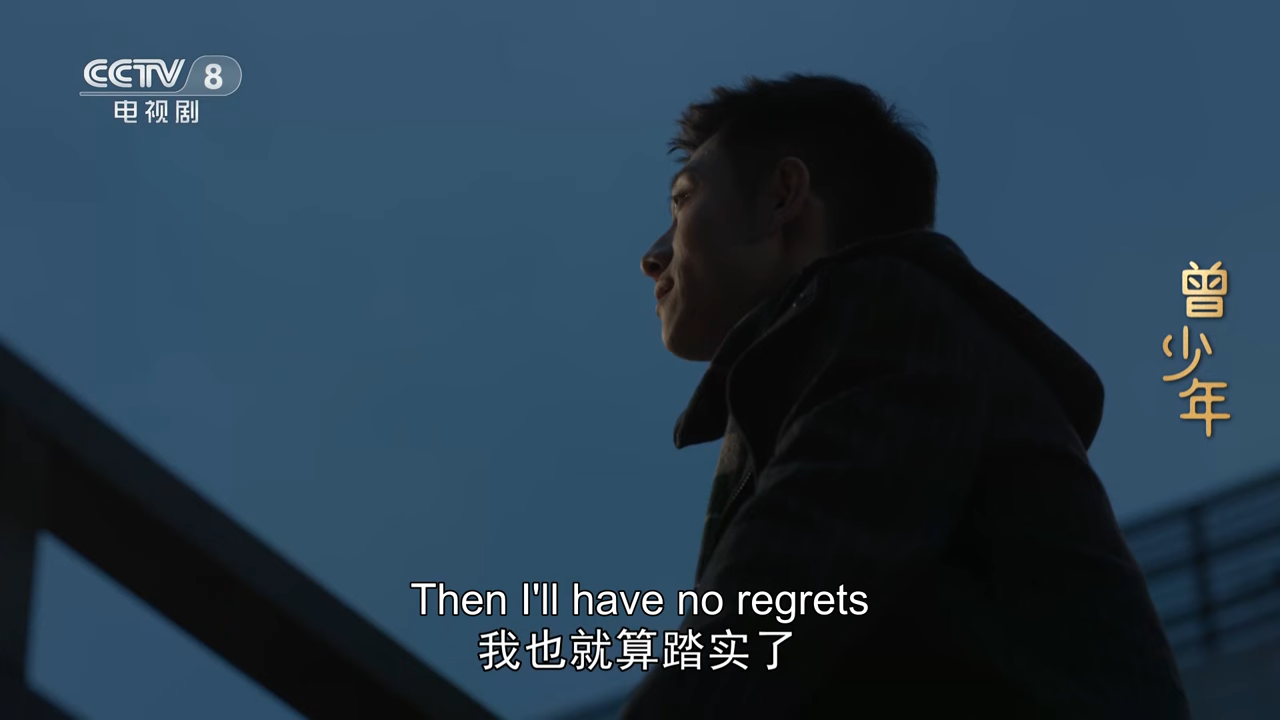 CCTV 8
电视剧
曾少年
Then I'll have no regrets
我也就算踏实了